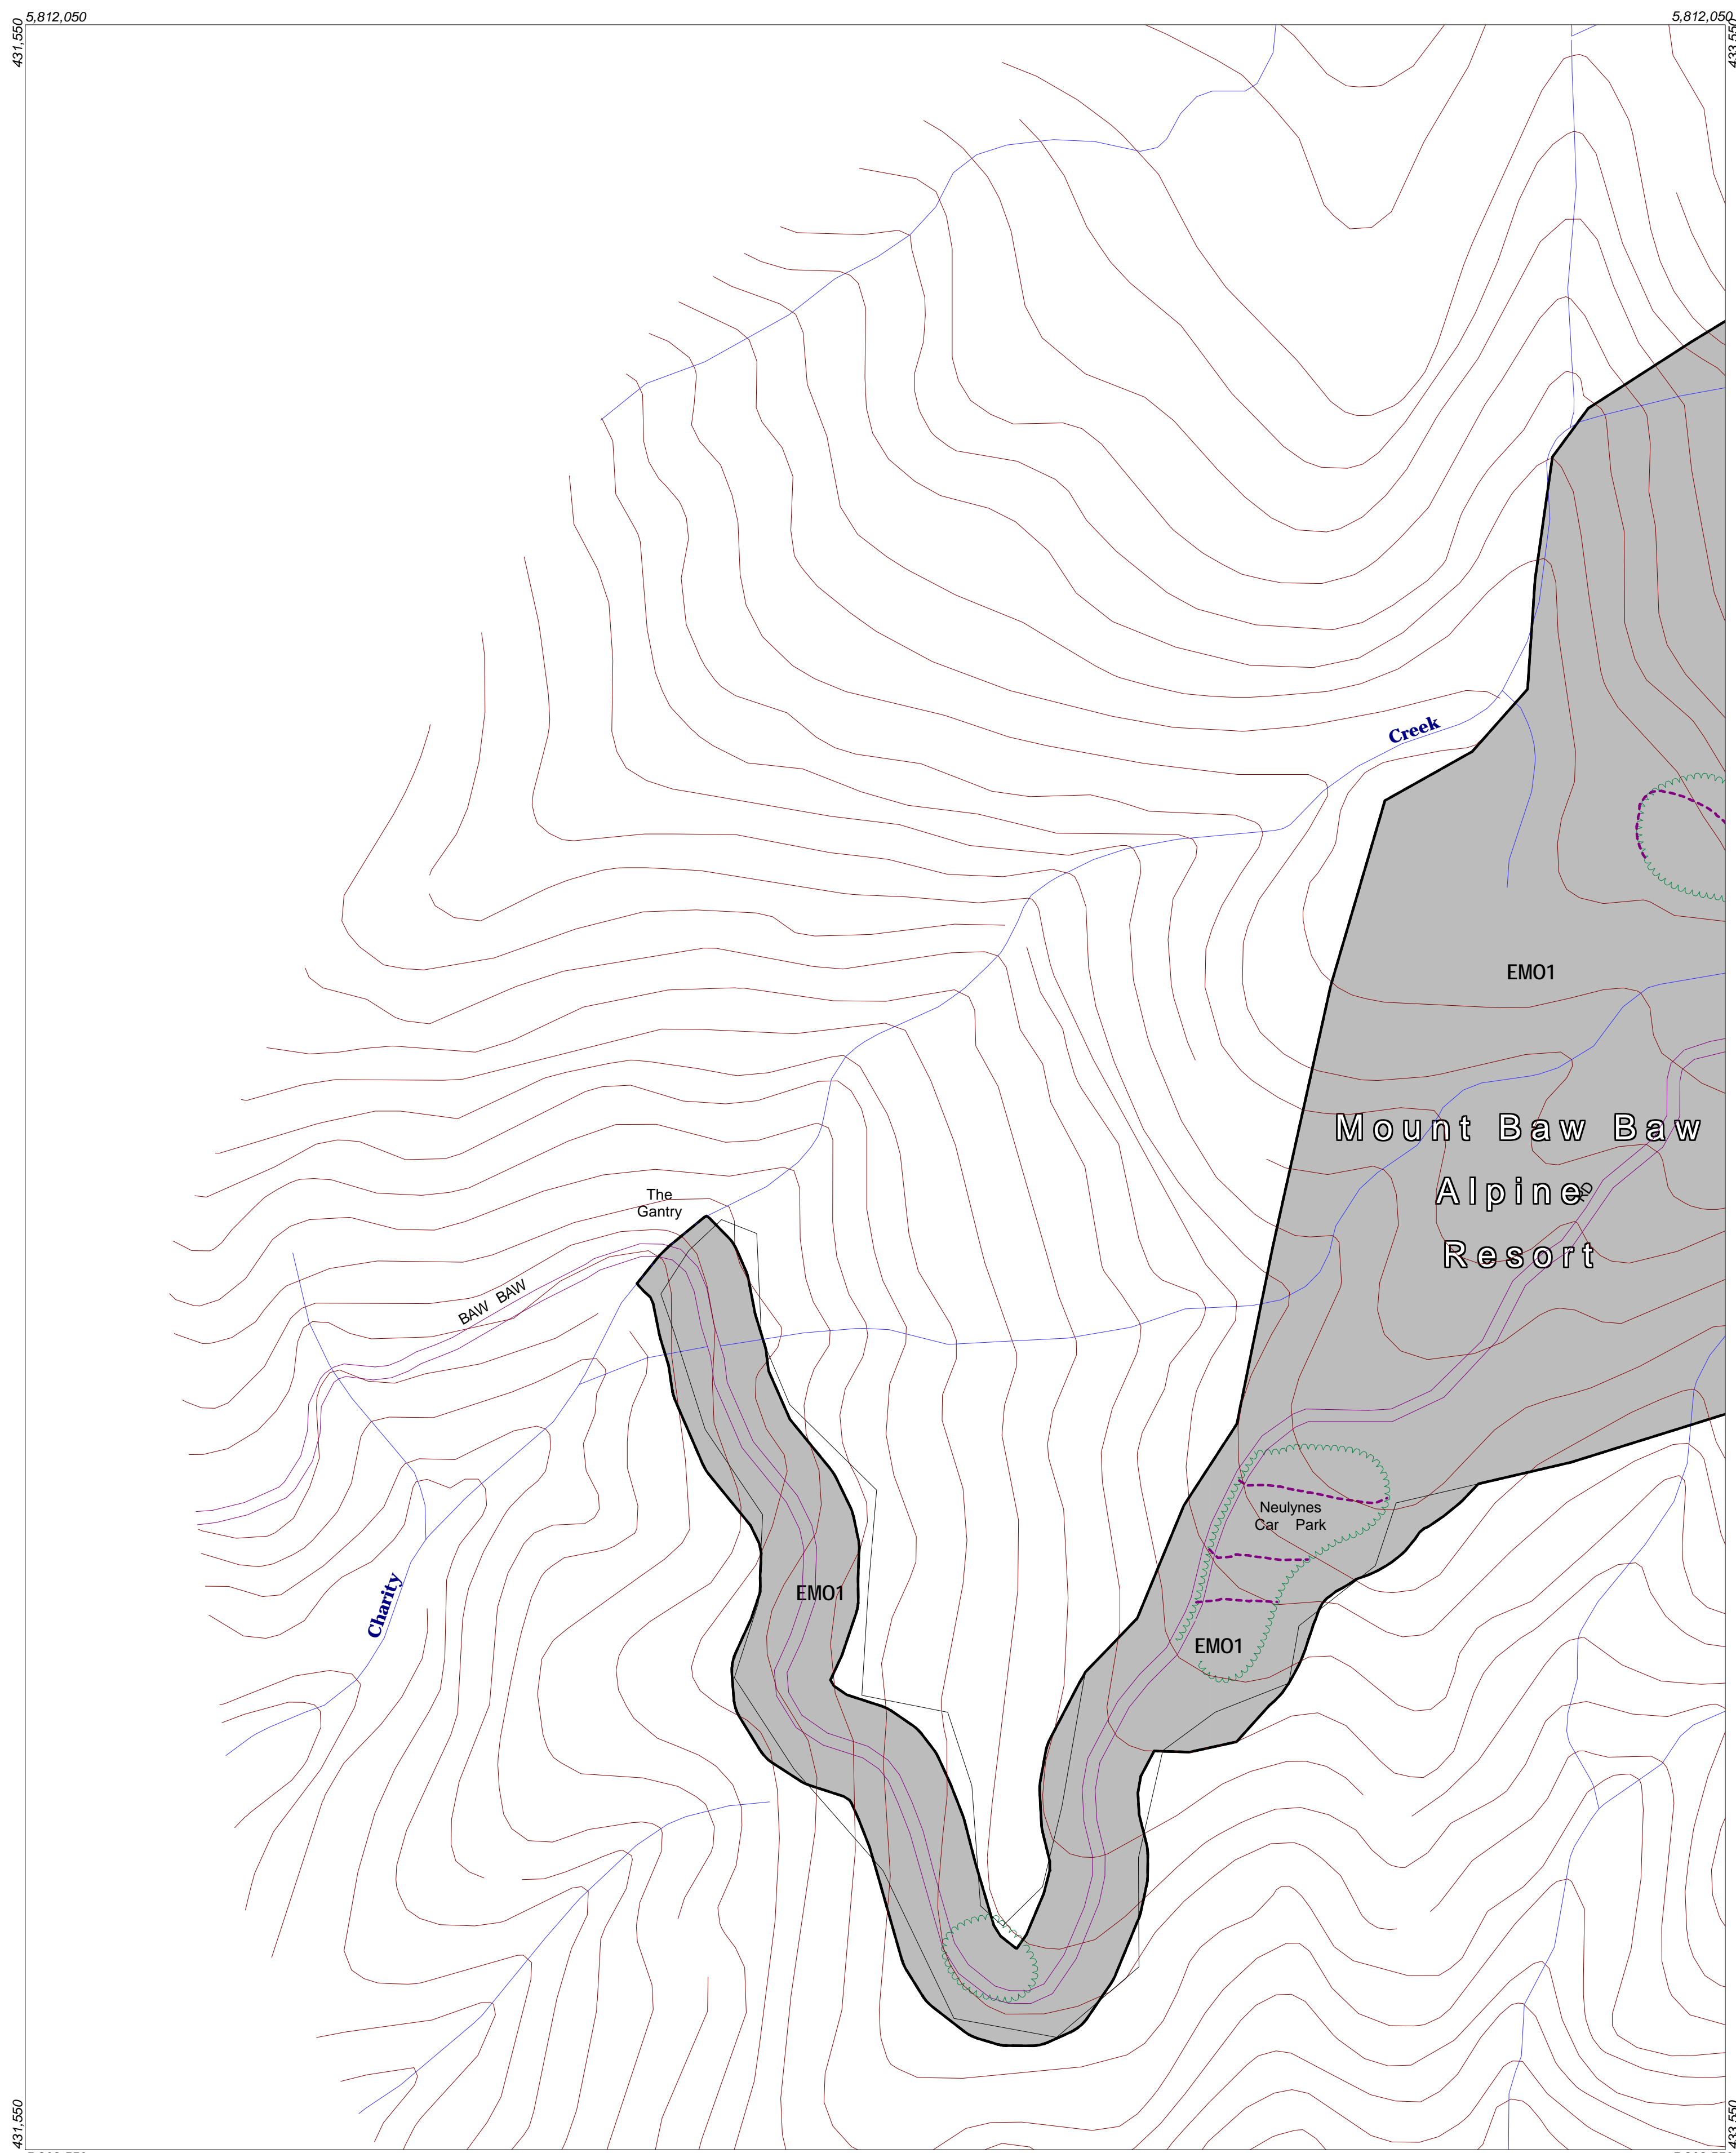 5,812,050
5,812,050
431,550
433,550
Creek
EMO1
Mount Baw Baw
Alpine
RD
Resort
The
Gantry
BAW BAW
Neulynes
Car Park
EMO1
Charity
EMO1
431,550
433,550